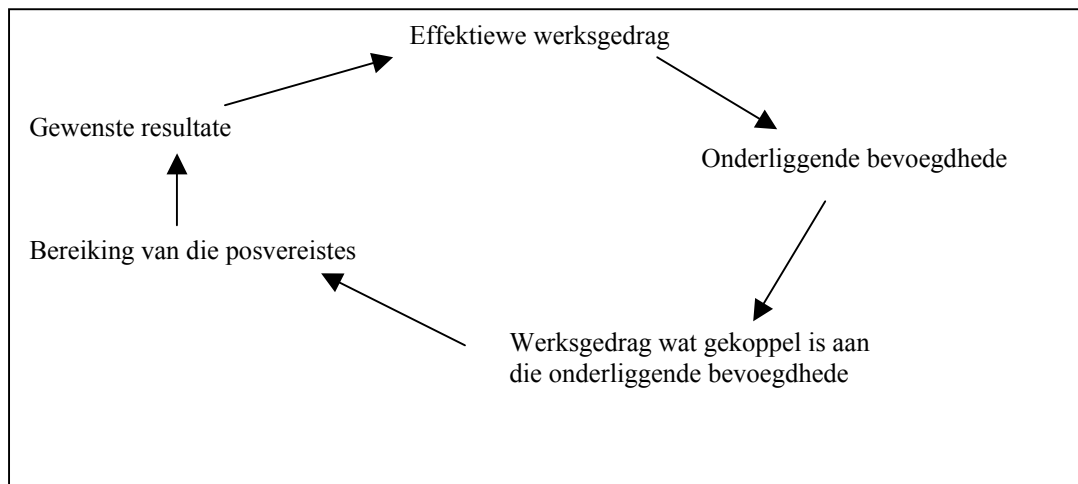 Effektiewe werksgedrag
Gewenste resultate
Onderliggende bevoegdhede
Bereiking van die posvereistes
Werksgedrag wat gekoppel is aan
die onderliggende bevoegdhede